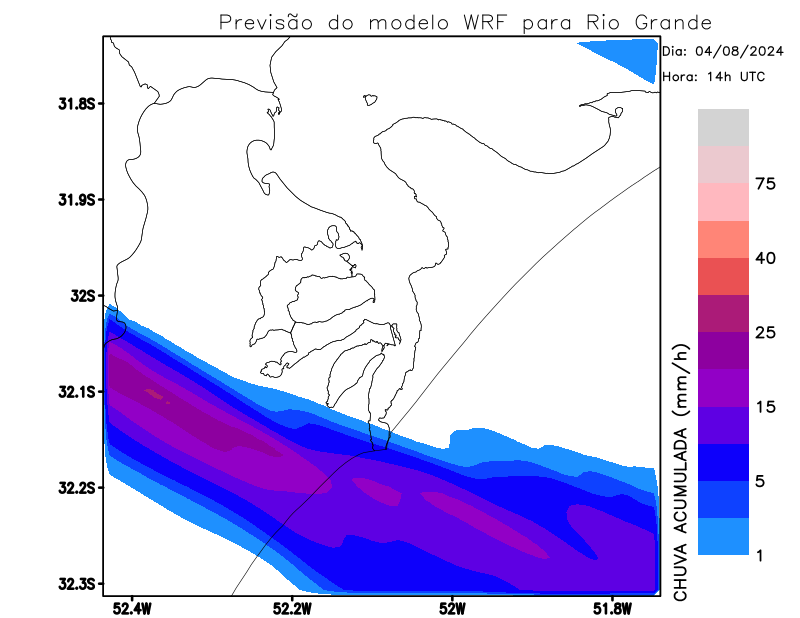 Previsão do modelo WRF para Rio Grande
Dia: 04/08/2024
Hora: 14h UTC
31.8S
31.9S
32S
32.1S
32.2S
32.3S
52.4W
52.2W
52W
51.8W
75
40
25
15
5
1
CHUVA ACUMULADA (mm/h)